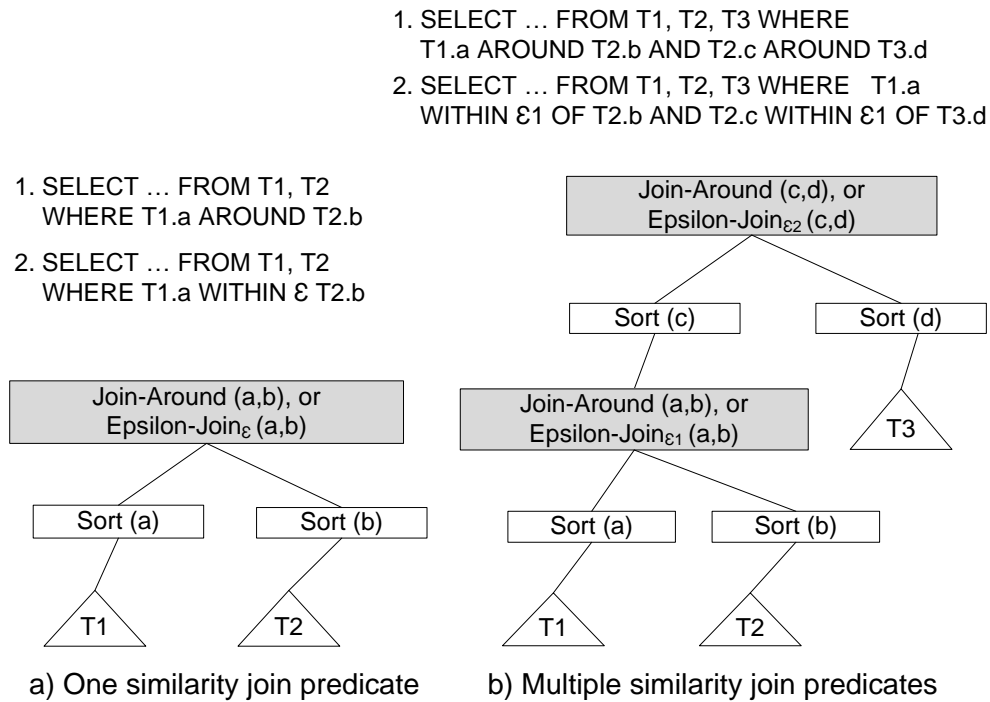 1. SELECT … FROM T1, T2, T3 WHERE
T1.a AROUND T2.b AND T2.c AROUND T3.d
2. SELECT … FROM T1, T2, T3 WHERE T1.a
WITHIN Ɛ1 OF T2.b AND T2.c WITHIN Ɛ1 OF T3.d
1. SELECT … FROM T1, T2
WHERE T1.a AROUND T2.b
2. SELECT … FROM T1, T2
WHERE T1.a WITHIN Ɛ T2.b
Join-Around (a,b), or
Epsilon-Joinε (a,b)
Sort (a)
Sort (b)
T1
T2
a) One similarity join predicate
Join-Around (c,d), or
Epsilon-Joinε2 (c,d)
Sort (c)
Sort (d)
Join-Around (a,b), or
Epsilon-Joinε1 (a,b)
T3
Sort (a)
Sort (b)
T1
T2
b) Multiple similarity join predicates